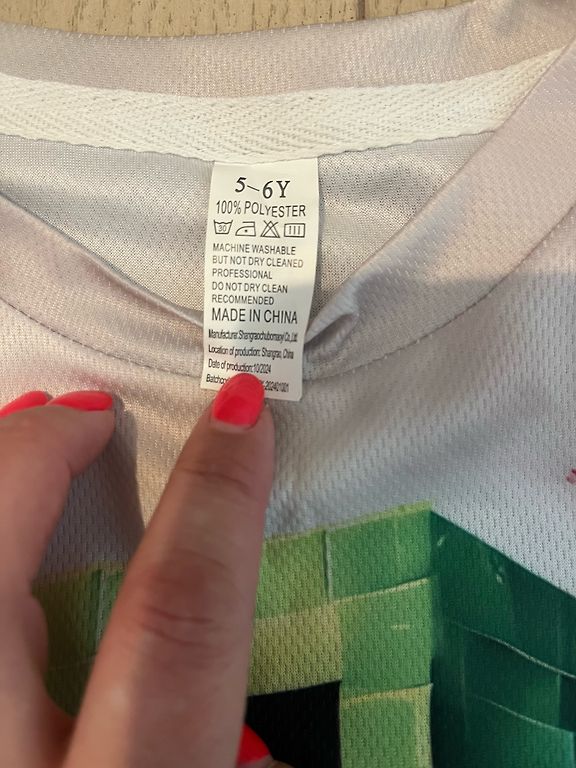 5~6Y
100% POLYESTER
30
MACHINE WASHABLE
BUT NOT DRY CLEANED
PROFESSIONAL
DO NOT DRY CLEAN
RECOMMENDED
MADE IN CHINA
Location of production: Shangrao, China
Date of production:10/2024